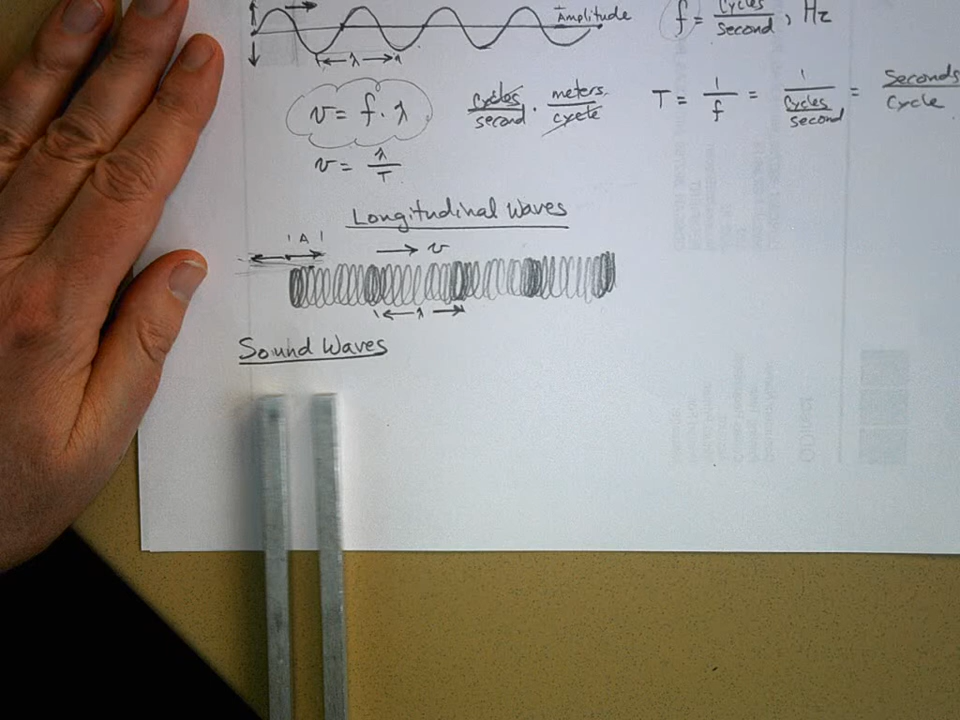 Amplitude
f = cycles/second, Hz
← λ →
v = f · λ
cycles/second · meters/cycle
T = 1/f = 1/(cycles/second) = seconds/cycle
v = λ/T
Longitudinal Waves
A
→ v
← λ →
Sound Waves